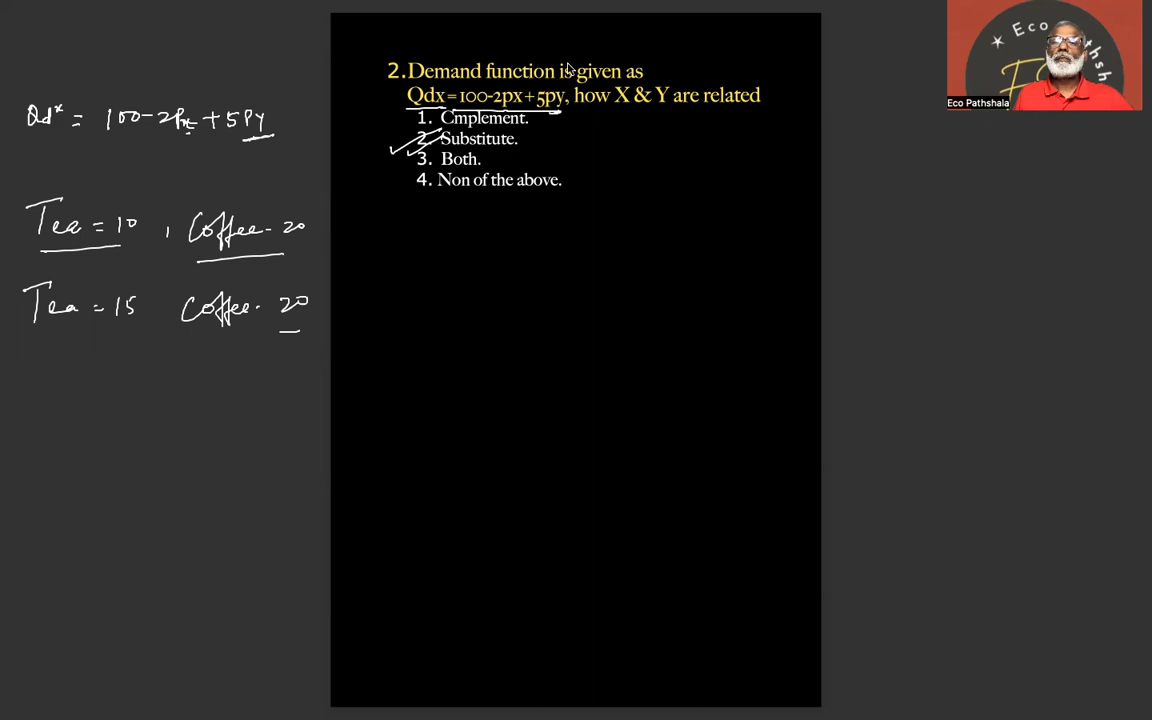 2.Demand function is given as
Qdx=100-2px+5py, how X & Y are related
1. Cmplement.
2. Substitute.
3. Both.
4. Non of the above.
Qdx = 100-2Px+5Py
Tea = 10 , Coffee - 20
Tea = 15 Coffee - 20
Eco
Eco Pathshala